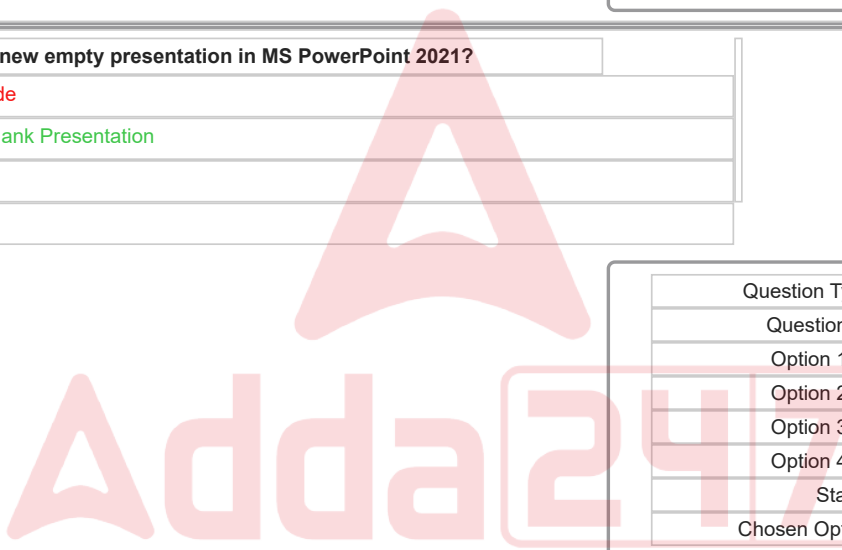 new empty presentation in MS PowerPoint 2021?
de
ank Presentation
Question T
Question
Option 1
Option 2
Option 3
Option 4
Sta
Chosen Op
Adda247